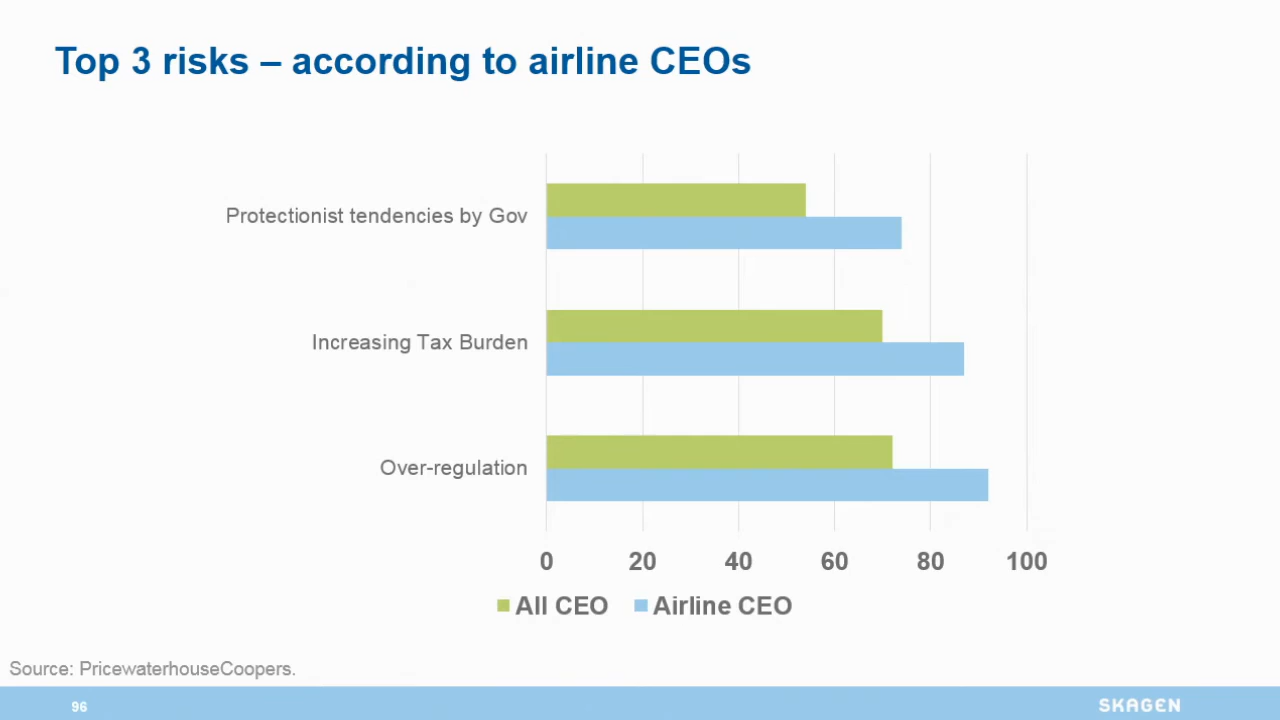 Top 3 risks – according to airline CEOs
Protectionist tendencies by Gov
Increasing Tax Burden
Over-regulation
0 20 40 60 80 100
All CEO Airline CEO
Source: PricewaterhouseCoopers.
96 SKAGEN